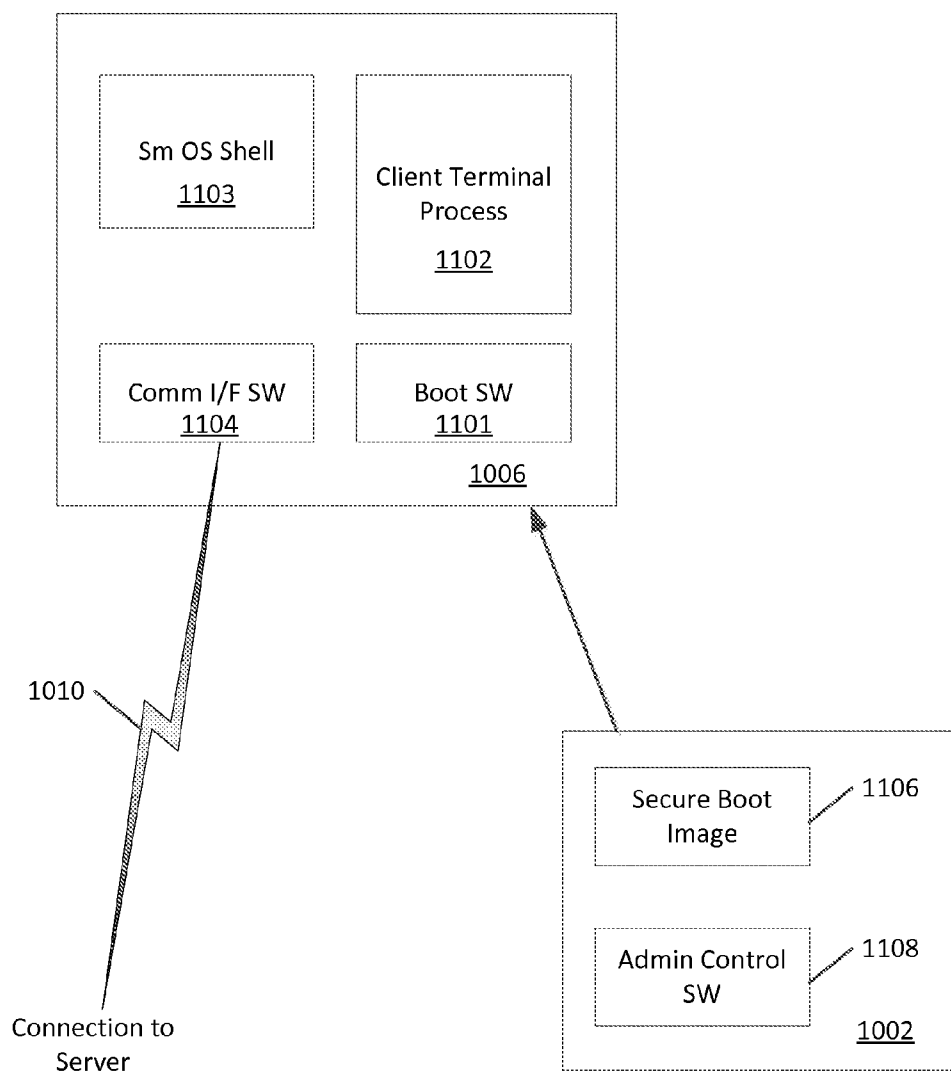 Sm OS Shell
1103
Client Terminal
Process
1102
Comm I/F SW
1104
Boot SW
1101
1006
1010
Secure Boot
Image
1106
Admin Control
SW
1108
1002
Connection to
Server